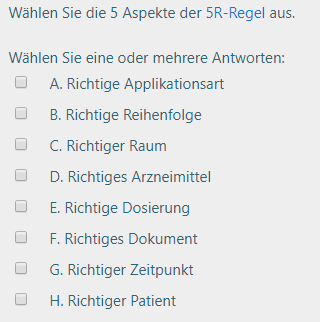 Wählen Sie die 5 Aspekte der 5R-Regel aus.
Wählen Sie eine oder mehrere Antworten:
A. Richtige Applikationsart
B. Richtige Reihenfolge
C. Richtiger Raum
D. Richtiges Arzneimittel
E. Richtige Dosierung
F. Richtiges Dokument
G. Richtiger Zeitpunkt
H. Richtiger Patient